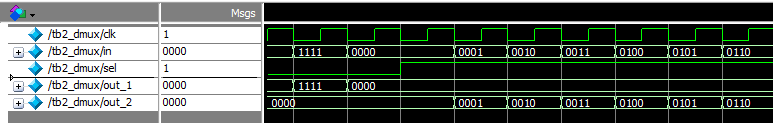 Msgs
/tb2_dmux/clk 1
/tb2_dmux/in 0000 1111 0000 0001 0010 0011 0100 0101 0110
/tb2_dmux/sel 1
/tb2_dmux/out_1 0000 1111 0000
/tb2_dmux/out_2 0000 0000 0001 0010 0011 0100 0101 0110